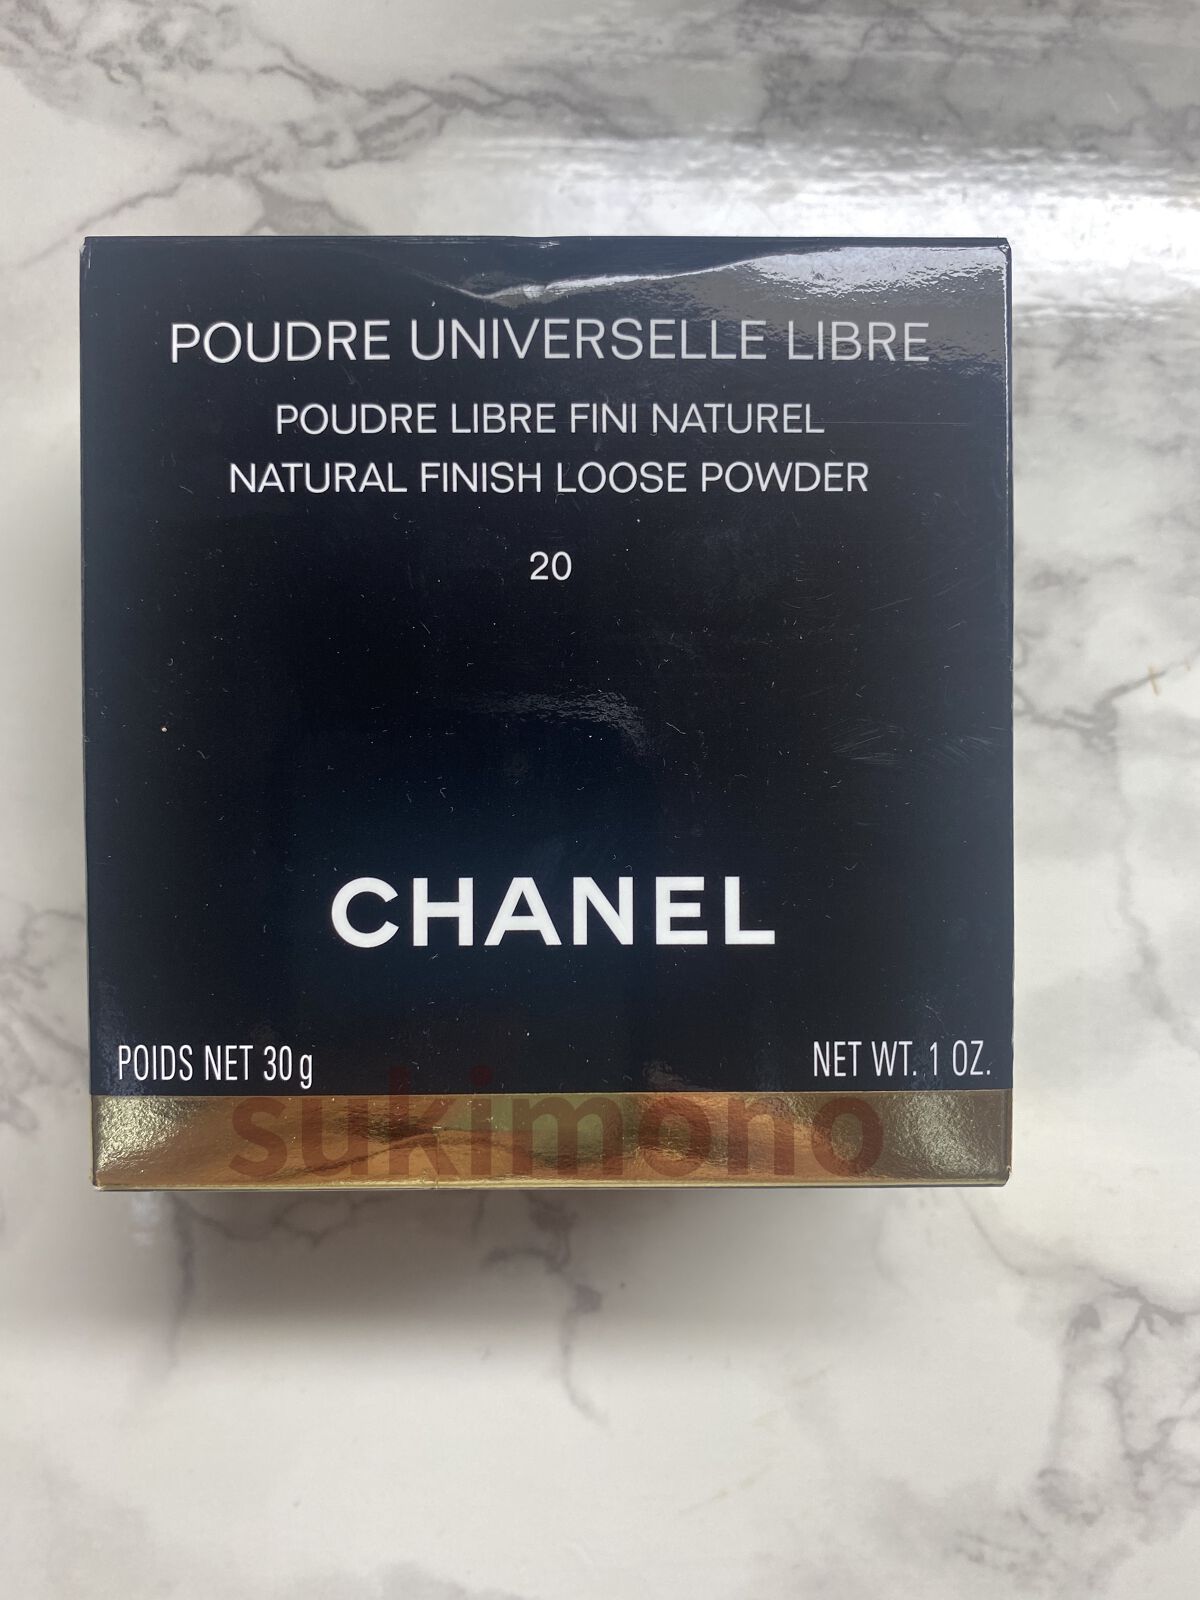 POUDRE UNIVERSELLE LIBRE
POUDRE LIBRE FINI NATUREL
NATURAL FINISH LOOSE POWDER
20
CHANEL
POIDS NET 30 g NET WT. 1 OZ.
sukimono